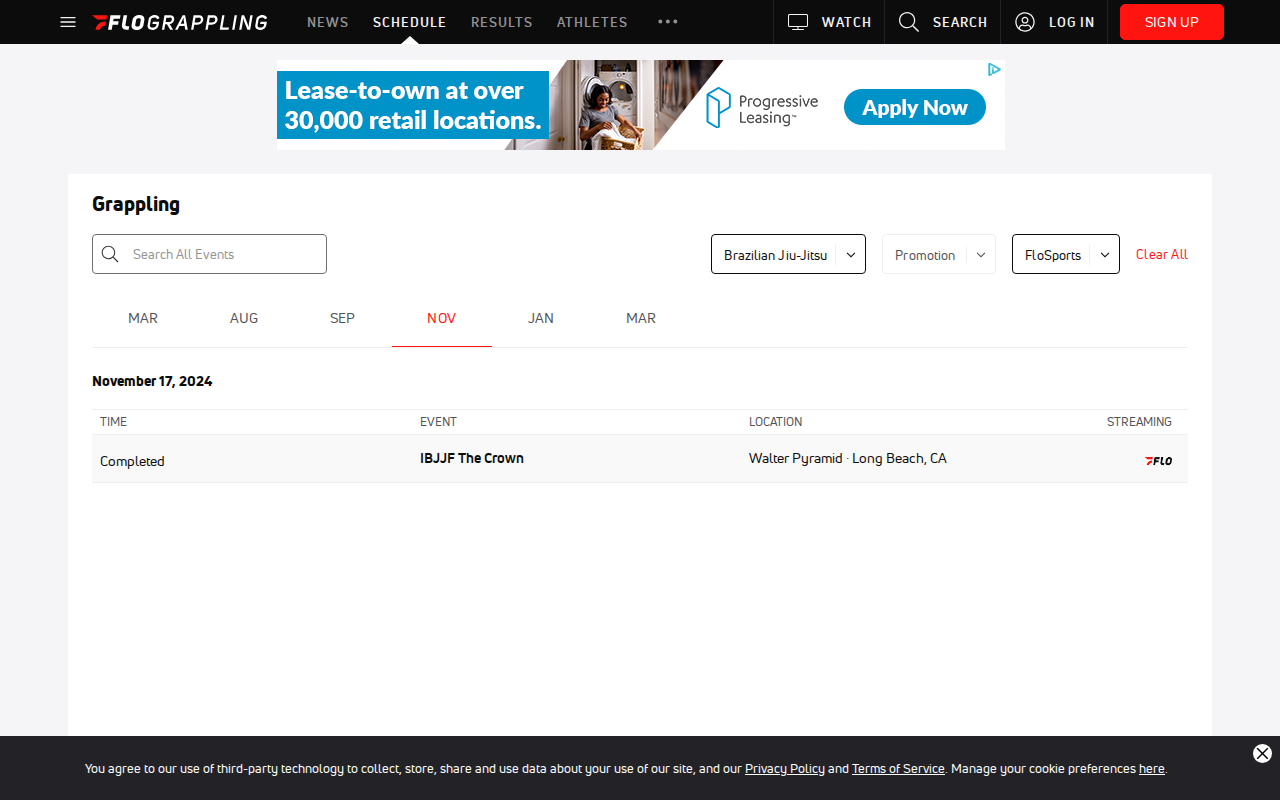 FLOGRAPPLING NEWS SCHEDULE RESULTS ATHLETES WATCH SEARCH LOG IN SIGN UP
Lease-to-own at over
30,000 retail locations.
Progressive
Leasing™
Apply Now
Grappling
Search All Events
Brazilian Jiu-Jitsu
Promotion
FloSports
Clear All
MAR AUG SEP NOV JAN MAR
November 17, 2024
TIME EVENT LOCATION STREAMING
Completed IBJJF The Crown Walter Pyramid · Long Beach, CA FLO
You agree to our use of third-party technology to collect, store, share and use data about your use of our site, and our Privacy Policy and Terms of Service. Manage your cookie preferences here.